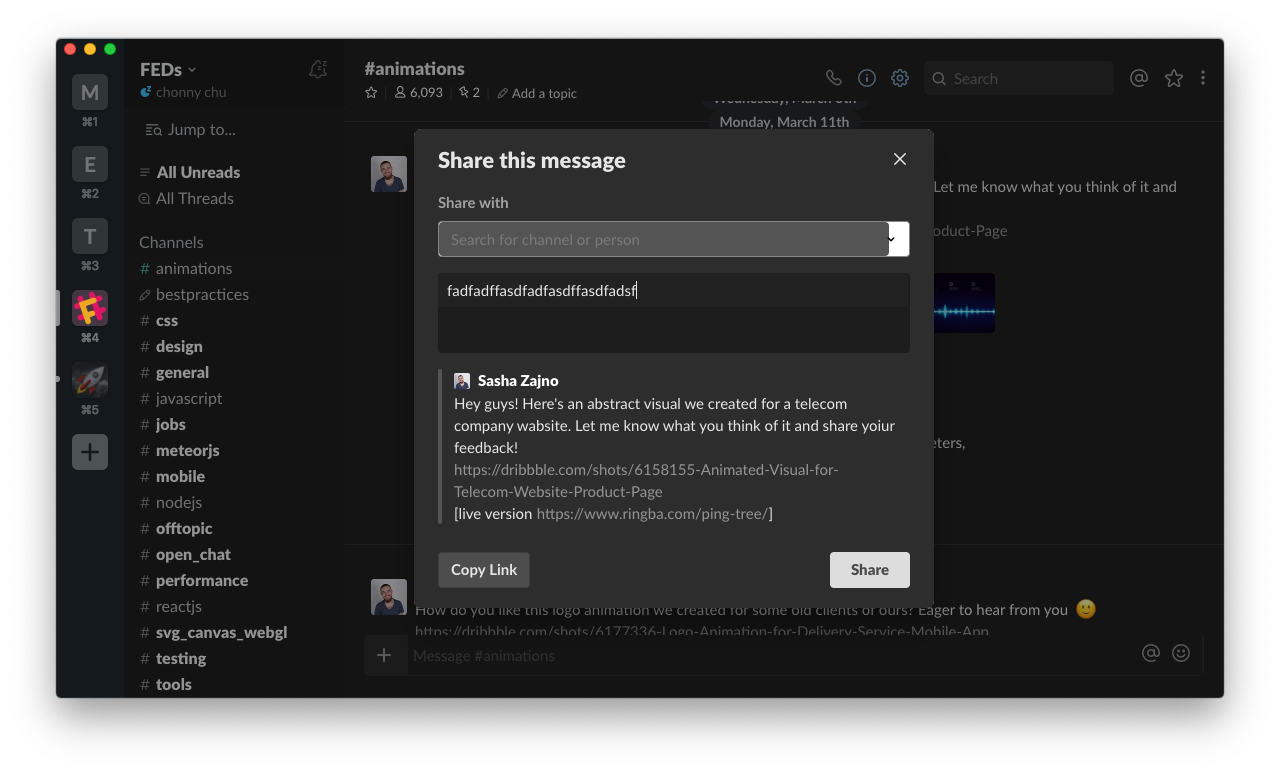 M
⌘1
E
⌘2
T
⌘3
⌘4
⌘5
FEDs
chonny chu
Jump to...
All Unreads
All Threads
Channels
# animations
bestpractices
# css
# design
# general
# javascript
# jobs
# meteorjs
# mobile
# nodejs
# offtopic
# open_chat
# performance
# reactjs
# svg_canvas_webgl
# testing
# tools
#animations
6,093
2
Add a topic
Search
Monday, March 11th
Let me know what you think of it and
oduct-Page
eters,
Share this message
Share with
Search for channel or person
fadfadffasdfadfasdffasdfadsf
Sasha Zajno
Hey guys! Here's an abstract visual we created for a telecom
company wabsite. Let me know what you think of it and share yoiur
feedback!
https://dribbble.com/shots/6158155-Animated-Visual-for-
Telecom-Website-Product-Page
[live version https://www.ringba.com/ping-tree/]
Copy Link
Share
How do you like this logo animation we created for some old clients of ours? Eager to hear from you 🙂
https://dribbble.com/shots/6177336-Logo-Animation-for-Delivery-Service-Mobile-App
Message #animations